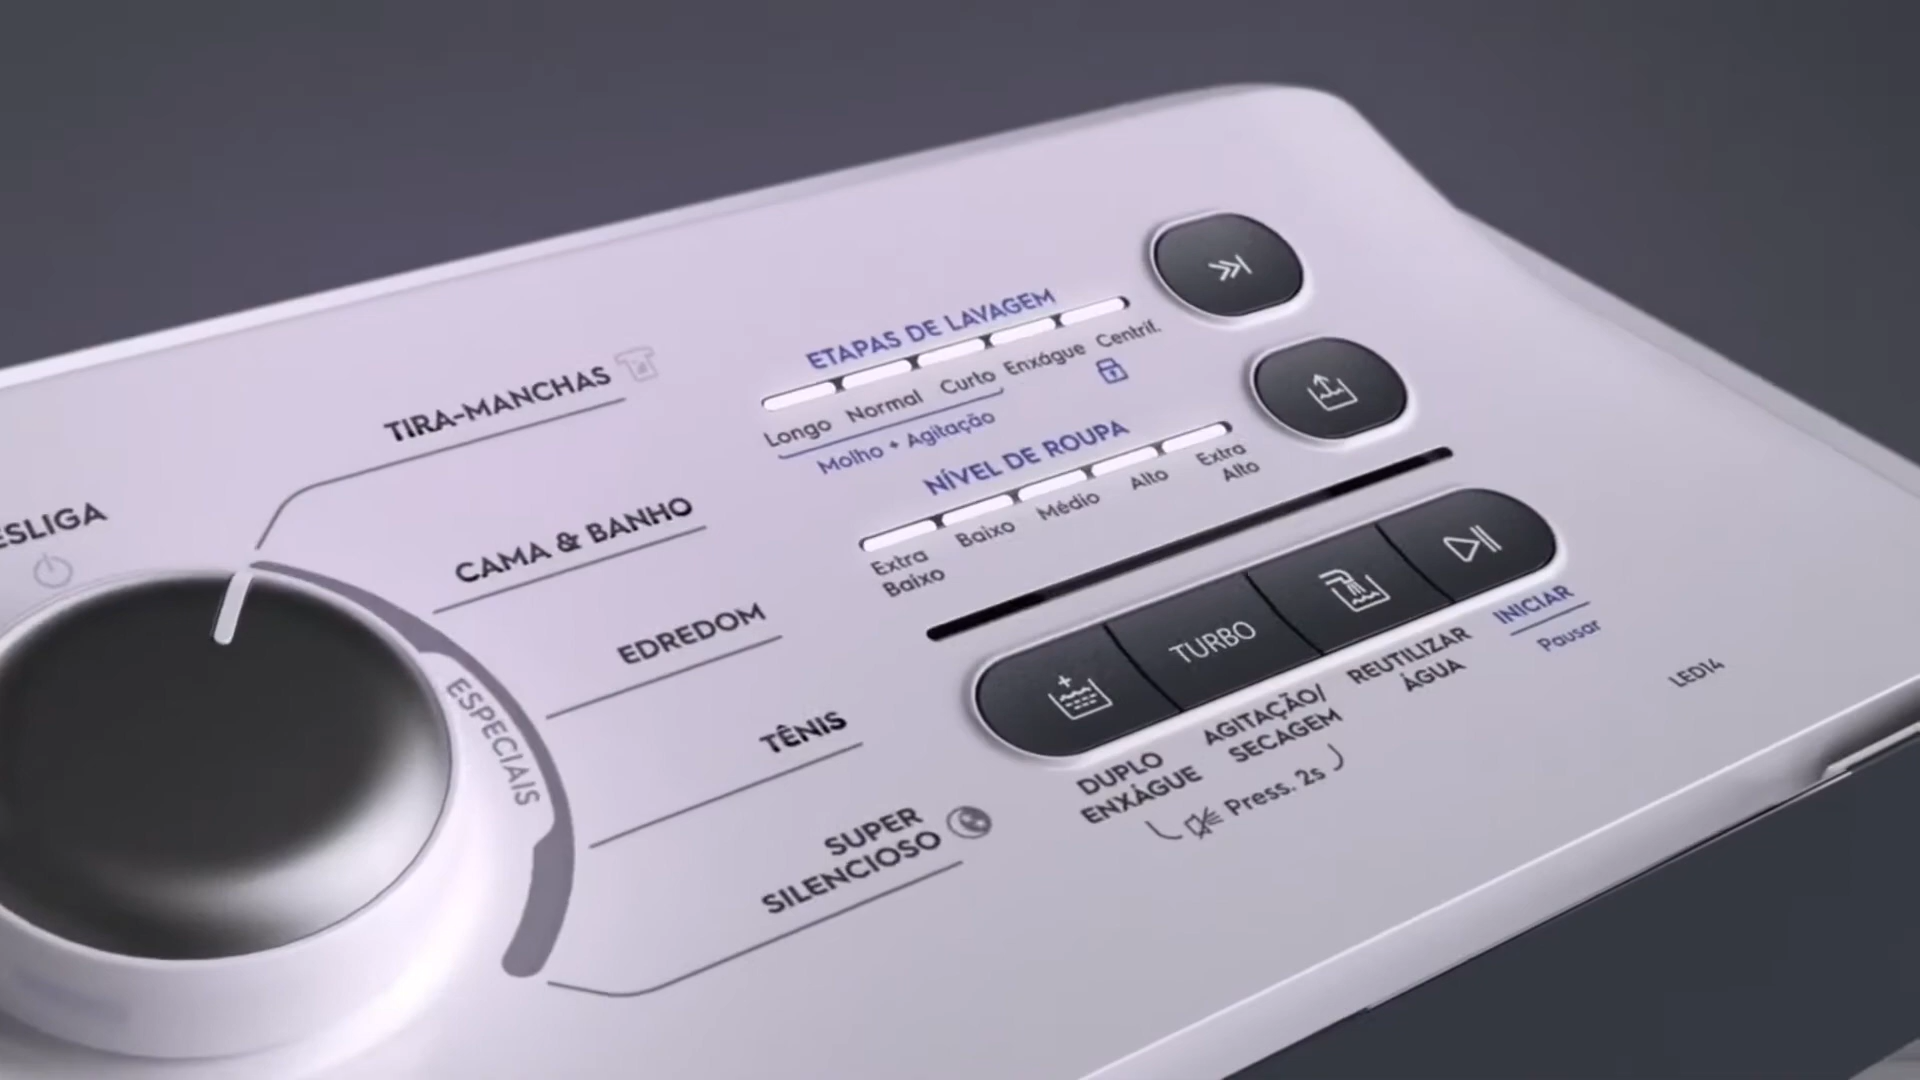 ESLIGA
TIRA-MANCHAS
CAMA & BANHO
EDREDOM
TÊNIS
SUPER
SILENCIOSO
ESPECIAIS
ETAPAS DE LAVAGEM
Longo Normal Curto Enxágue Centrif.
Molho + Agitação
NÍVEL DE ROUPA
Extra Baixo Baixo Médio Alto Extra Alto
TURBO
DUPLO
ENXÁGUE
AGITAÇÃO/
SECAGEM
REUTILIZAR
ÁGUA
INICIAR
Pausar
Press. 2s
LED14